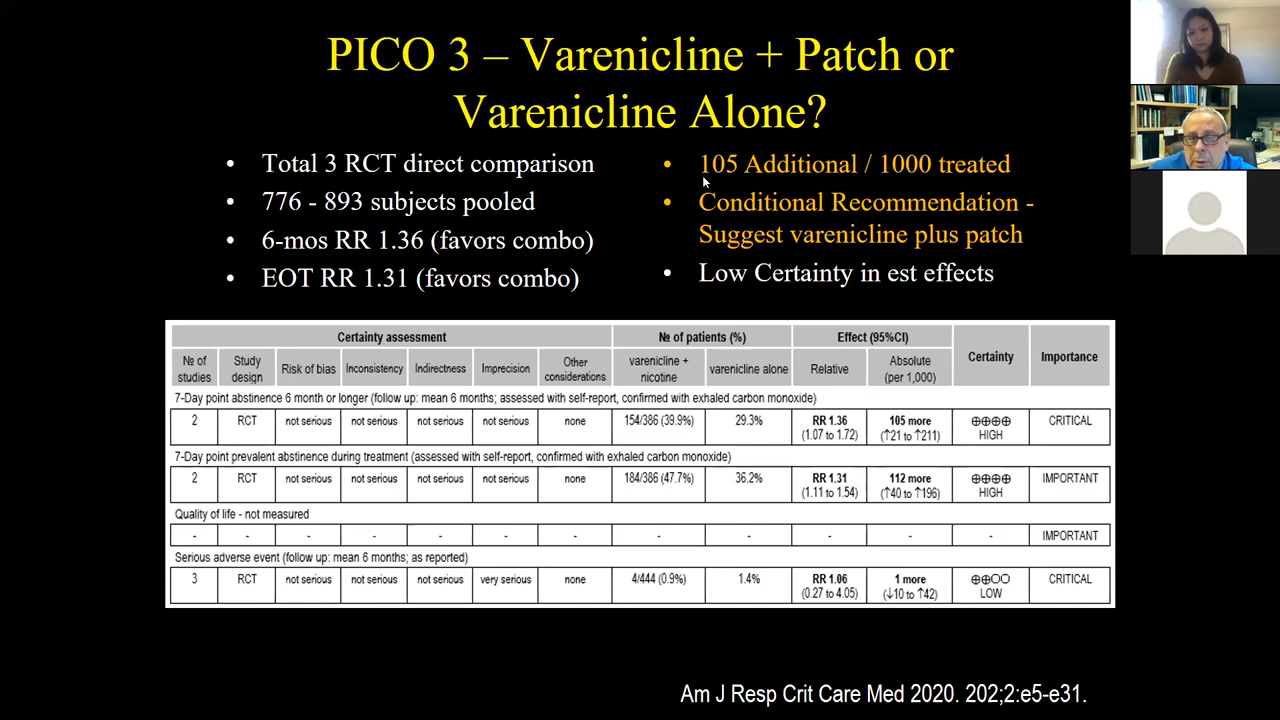 PICO 3 – Varenicline + Patch or
Varenicline Alone?
• Total 3 RCT direct comparison
• 776 - 893 subjects pooled
• 6-mos RR 1.36 (favors combo)
• EOT RR 1.31 (favors combo)
• 105 Additional / 1000 treated
• Conditional Recommendation -
Suggest varenicline plus patch
• Low Certainty in est effects
Certainty assessment № of patients (%) Effect (95%CI) Certainty Importance
№ of studies Study design Risk of bias Inconsistency Indirectness Imprecision Other considerations varenicline + nicotine varenicline alone Relative Absolute (per 1,000)
7-Day point abstinence 6 month or longer (follow up: mean 6 months; assessed with self-report, confirmed with exhaled carbon monoxide)
2 RCT not serious not serious not serious not serious none 154/386 (39.9%) 29.3% RR 1.36 (1.07 to 1.72) 105 more (↑21 to ↑211) ⊕⊕⊕⊕ HIGH CRITICAL
7-Day point prevalent abstinence during treatment (assessed with self-report, confirmed with exhaled carbon monoxide)
2 RCT not serious not serious not serious not serious none 184/386 (47.7%) 36.2% RR 1.31 (1.11 to 1.54) 112 more (↑40 to ↑196) ⊕⊕⊕⊕ HIGH IMPORTANT
Quality of life - not measured
- - - - - - - - - - - - IMPORTANT
Serious adverse event (follow up: mean 6 months; as reported)
3 RCT not serious not serious not serious very serious none 4/444 (0.9%) 1.4% RR 1.06 (0.27 to 4.05) 1 more (↓10 to ↑42) ⊕⊕○○ LOW CRITICAL
Am J Resp Crit Care Med 2020. 202;2:e5-e31.